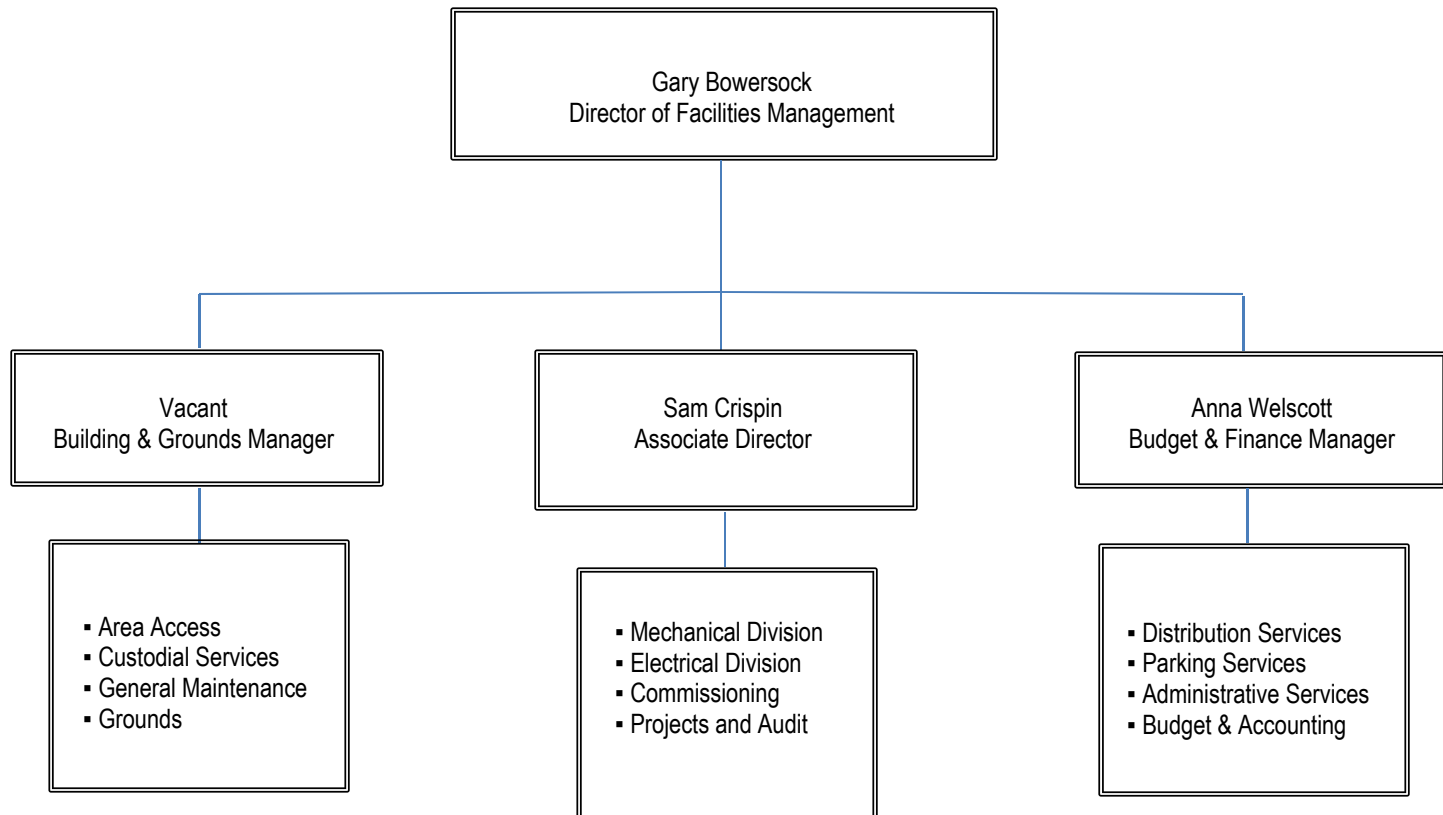 Gary Bowersock
Director of Facilities Management
Vacant
Building & Grounds Manager
Sam Crispin
Associate Director
Anna Welscott
Budget & Finance Manager
▪ Area Access
▪ Custodial Services
▪ General Maintenance
▪ Grounds
▪ Mechanical Division
▪ Electrical Division
▪ Commissioning
▪ Projects and Audit
▪ Distribution Services
▪ Parking Services
▪ Administrative Services
▪ Budget & Accounting